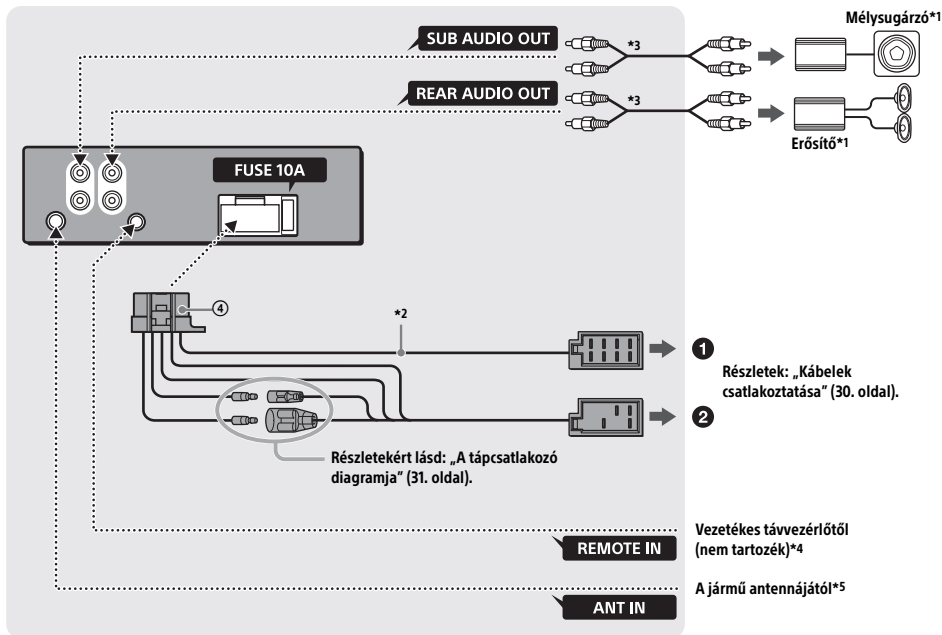 Mélysugárzó*1
SUB AUDIO OUT
*3
REAR AUDIO OUT
*3
Erősítő*1
FUSE 10A
④
*2
❶
Részletek: „Kábelek
csatlakoztatása” (30. oldal).
❷
Részletekért lásd: „A tápcsatlakozó
diagramja” (31. oldal).
Vezetékes távvezérlőtől
(nem tartozék)*4
REMOTE IN
A jármű antennájától*5
ANT IN